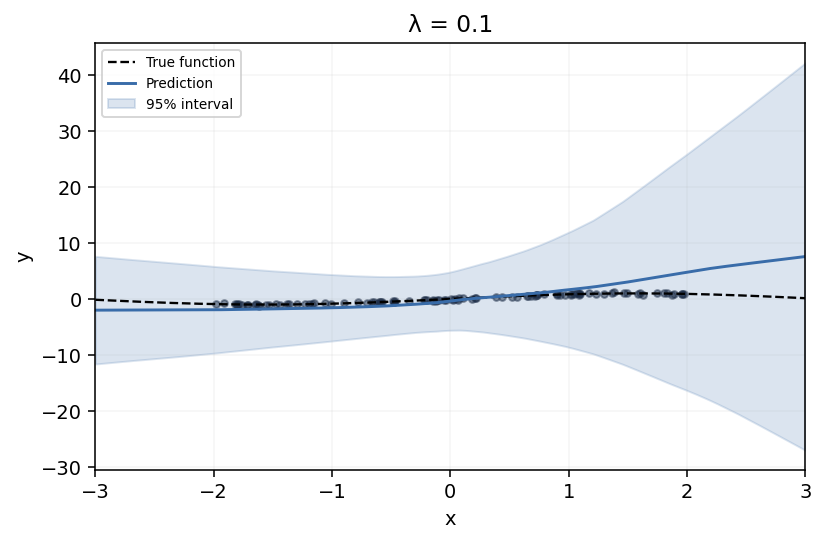 λ = 0.1
True function
Prediction
95% interval
y
40
30
20
10
0
−10
−20
−30
−3
−2
−1
0
1
2
3
x